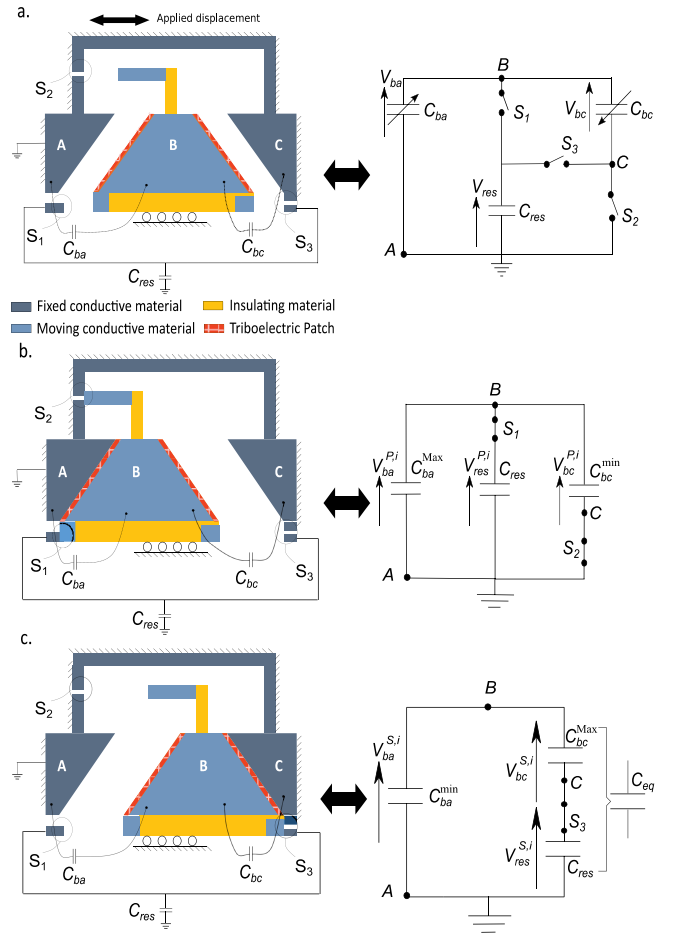 a.
Applied displacement
S2
A
B
C
S1
Cba
Cbc
S3
Cres
B
Vba
Cba
S1
Vbc
Cbc
S3
C
Vres
Cres
S2
A
Fixed conductive material
Insulating material
Moving conductive material
Triboelectric Patch
b.
S2
A
B
C
S1
Cba
Cbc
S3
Cres
B
S1
Vba^P,i
Cba^Max
Vres^P,i
Cres
Vbc^P,i
Cbc^min
C
S2
A
c.
S2
A
B
C
S1
Cba
Cbc
S3
Cres
B
Vba^S,i
Cba^min
Cbc^Max
Vbc^S,i
C
Ceq
S3
Vres^S,i
Cres
A